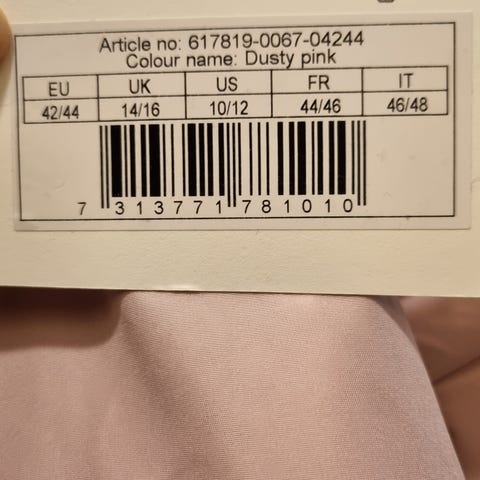 Article no: 617819-0067-04244
Colour name: Dusty pink
EU UK US FR IT
42/44 14/16 10/12 44/46 46/48
7 313771 781010